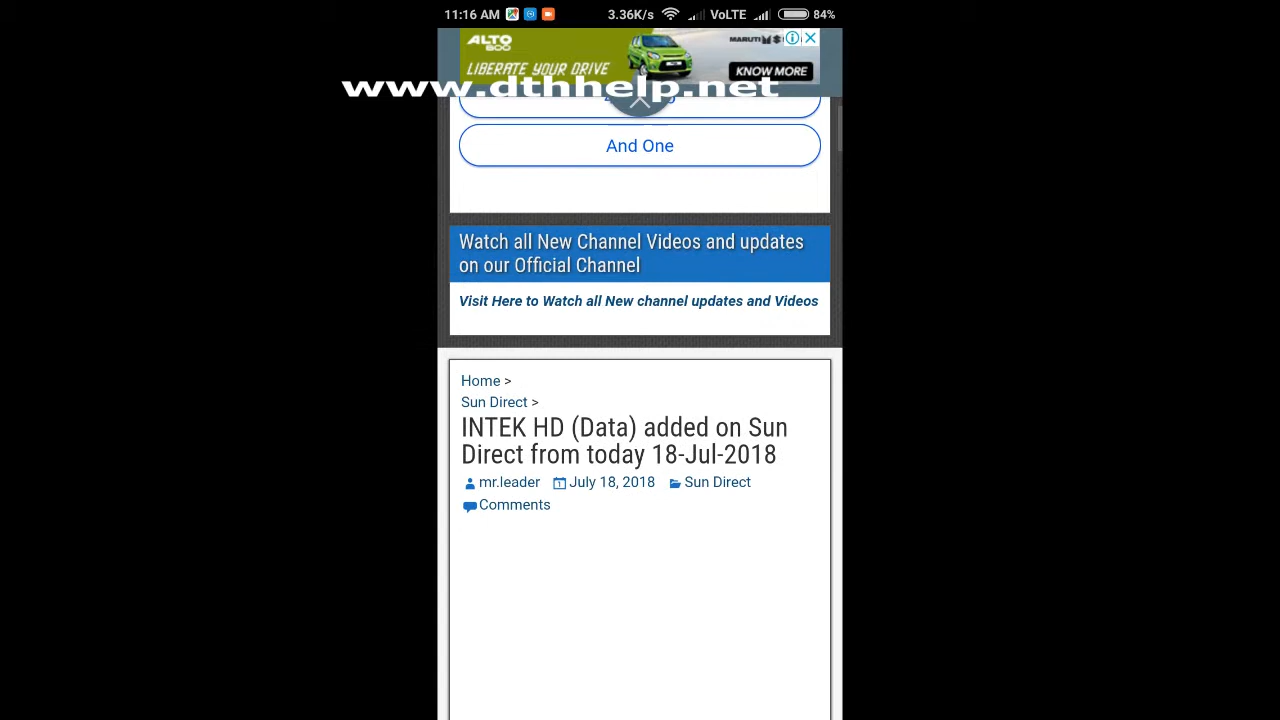 11:16 AM 3.36K/s VoLTE 84%
ALTO
800
MARUTI
LIBERATE YOUR DRIVE
KNOW MORE
www.dthhelp.net
And One
Watch all New Channel Videos and updates
on our Official Channel
Visit Here to Watch all New channel updates and Videos
Home >
Sun Direct >
INTEK HD (Data) added on Sun
Direct from today 18-Jul-2018
mr.leader July 18, 2018 Sun Direct
Comments